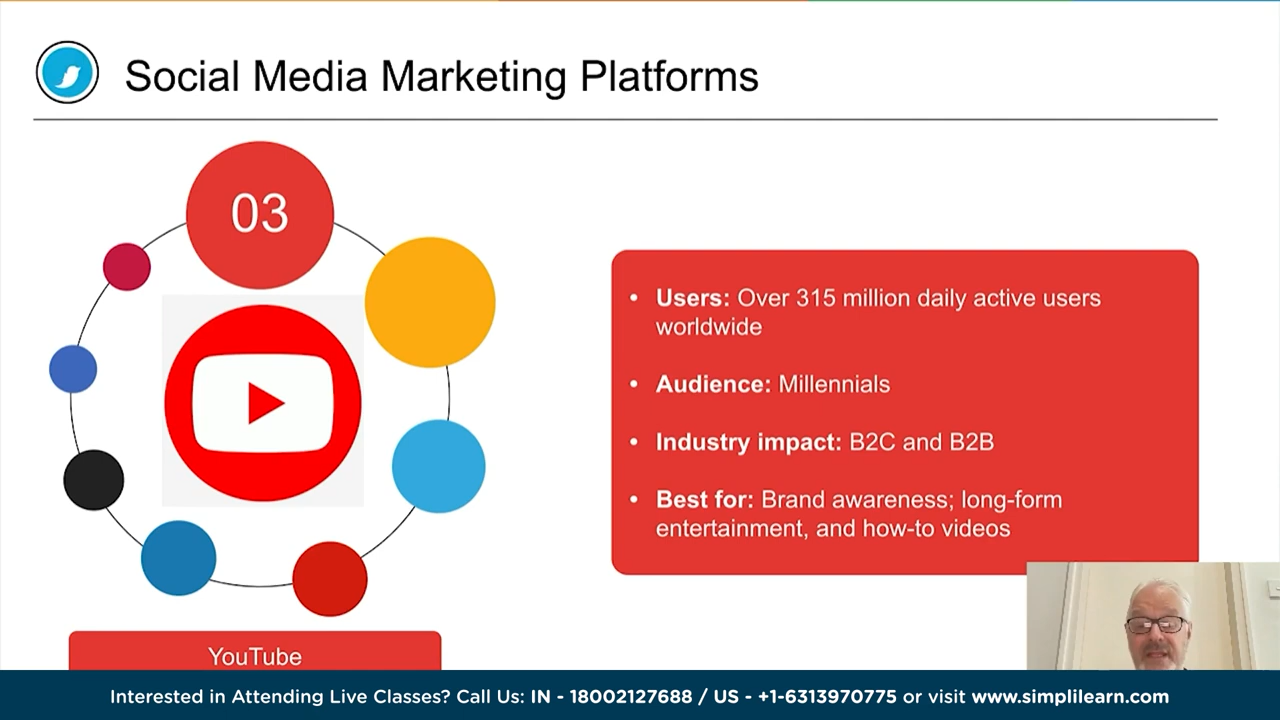 Social Media Marketing Platforms
03
• Users: Over 315 million daily active users
worldwide
• Audience: Millennials
• Industry impact: B2C and B2B
• Best for: Brand awareness; long-form
entertainment, and how-to videos
YouTube
Interested in Attending Live Classes? Call Us: IN - 18002127688 / US - +1-6313970775 or visit www.simplilearn.com